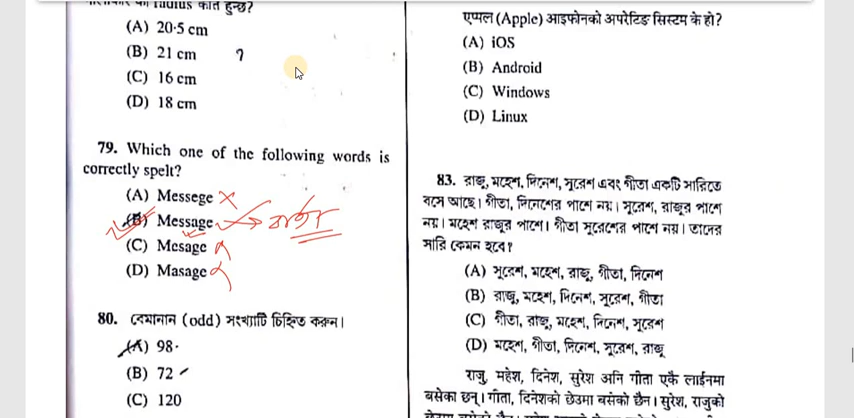 radius कति हुन्छ?
(A) 20·5 cm
(B) 21 cm ?
(C) 16 cm
(D) 18 cm
79. Which one of the following words is
correctly spelt?
(A) Messege
(B) Message → বার্তা
(C) Mesage
(D) Masage
80. বেমানান (odd) সংখ্যাটি চিহ্নিত করুন।
(A) 98
(B) 72
(C) 120
एप्पल (Apple) आइफोनको अपरेटिङ सिस्टम के हो?
(A) iOS
(B) Android
(C) Windows
(D) Linux
83. রাজু, মহেশ, দিনেশ, সুরেশ এবং গীতা একটি সারিতে
বসে আছে। গীতা, দিনেশের পাশে নয়। সুরেশ, রাজুর পাশে
নয়। মহেশ রাজুর পাশে। গীতা সুরেশের পাশে নয়। তাদের
সারি কেমন হবে?
(A) সুরেশ, মহেশ, রাজু, গীতা, দিনেশ
(B) রাজু, মহেশ, দিনেশ, সুরেশ, গীতা
(C) গীতা, রাজু, মহেশ, দিনেশ, সুরেশ
(D) মহেশ, গীতা, দিনেশ, সুরেশ, রাজু
राजु, महेश, दिनेश, सुरेश अनि गीता एकै लाईनमा
बसेका छन्। गीता, दिनेशको छेउमा बसेको छैन। सुरेश, राजुको